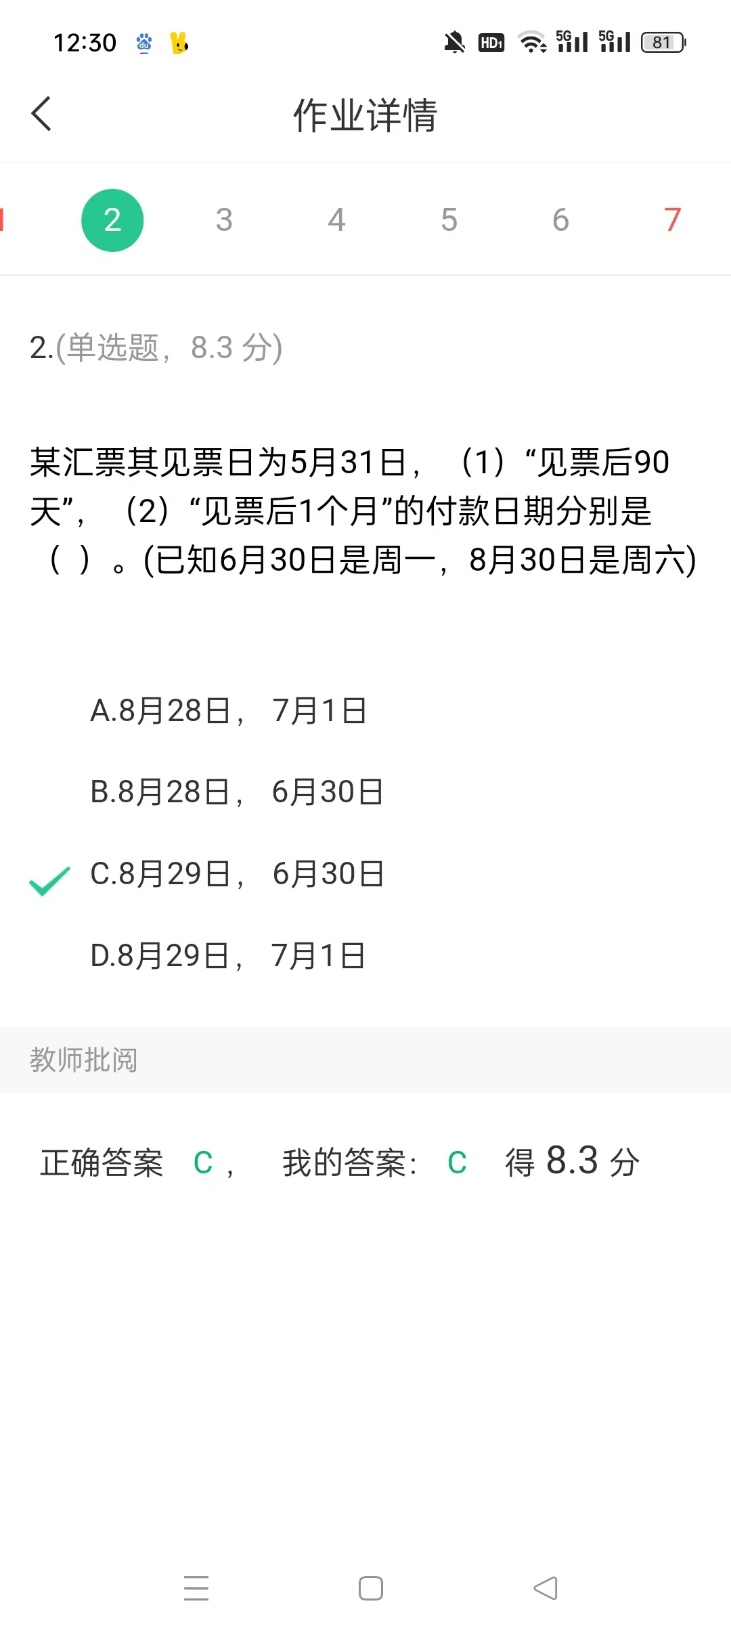 12:30 HD1 5G 5G 81
作业详情
2 3 4 5 6 7
2.(单选题，8.3 分)
某汇票其见票日为5月31日，（1）“见票后90
天”，（2）“见票后1个月”的付款日期分别是
（ ）。(已知6月30日是周一，8月30日是周六)
A.8月28日， 7月1日
B.8月28日， 6月30日
C.8月29日， 6月30日
D.8月29日， 7月1日
教师批阅
正确答案 C ， 我的答案： C 得 8.3 分